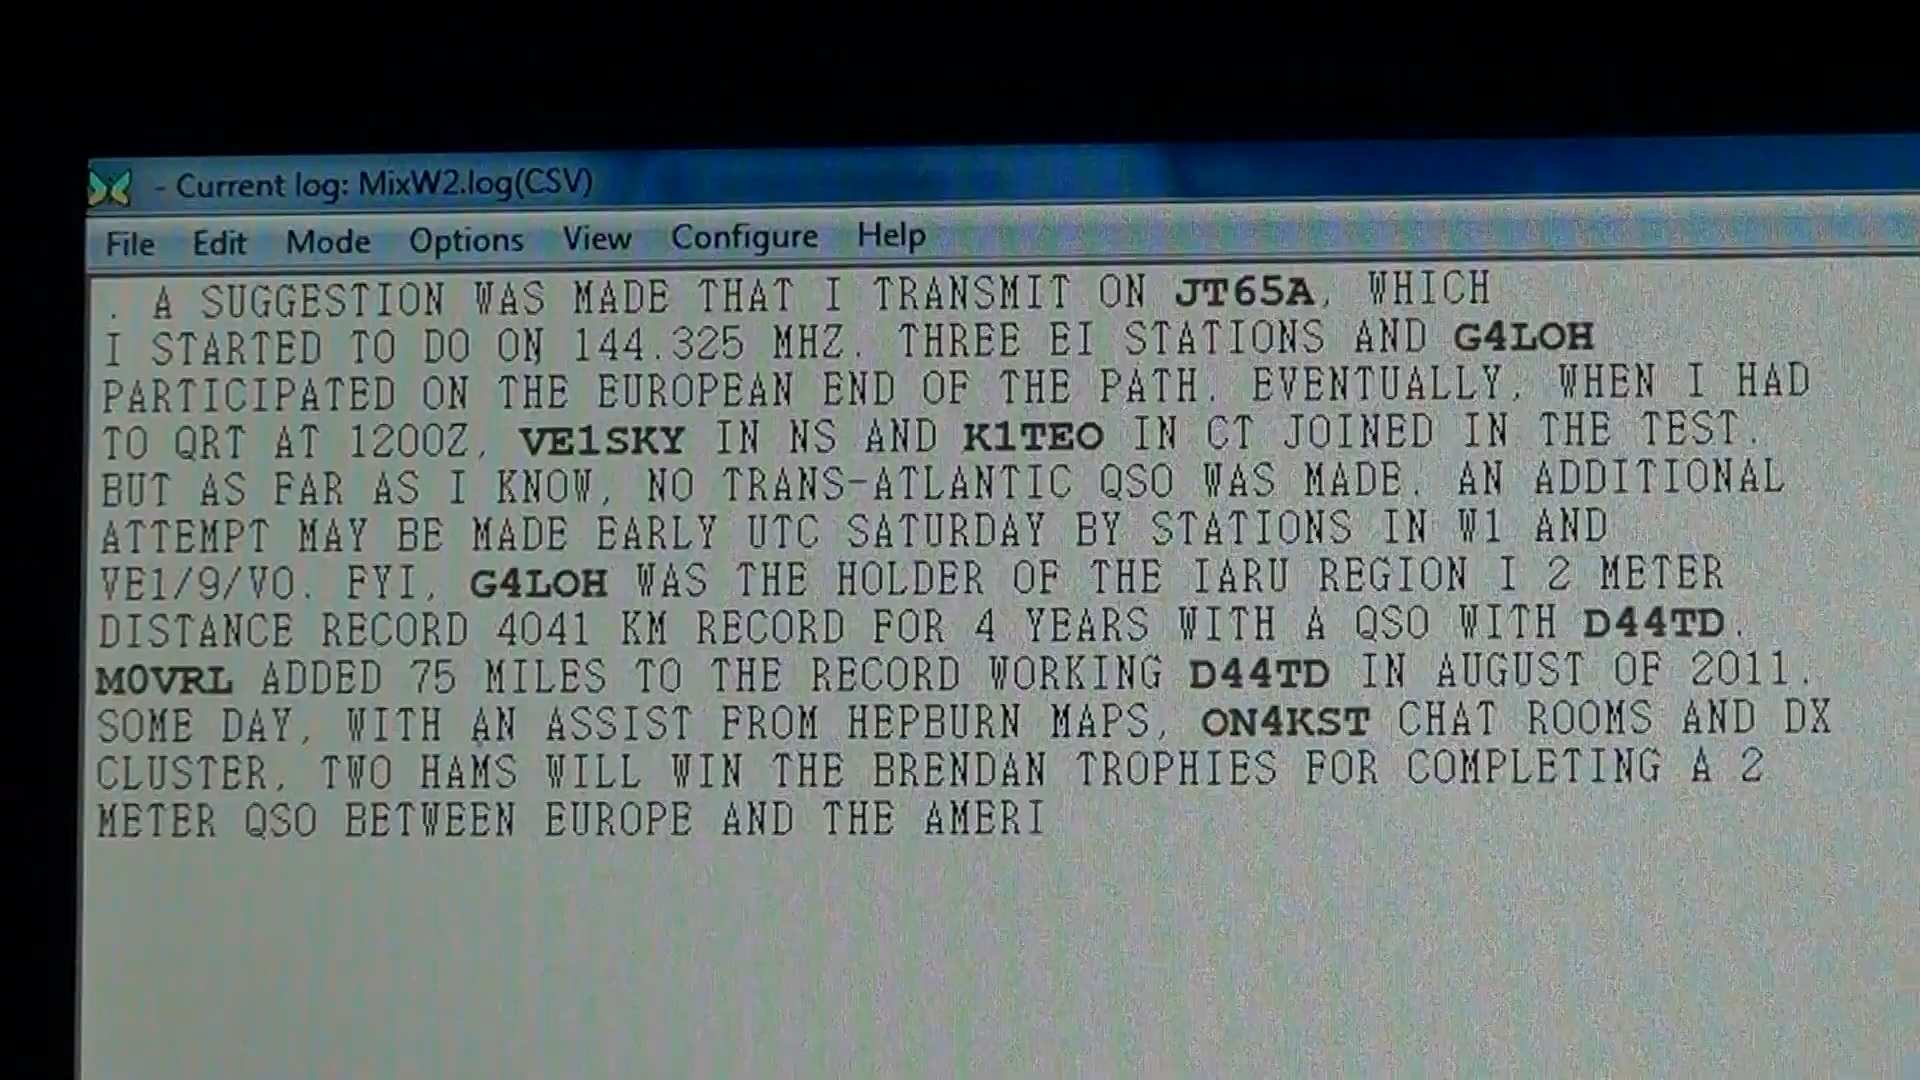 - Current log: MixW2.log(CSV)
File Edit Mode Options View Configure Help
. A SUGGESTION WAS MADE THAT I TRANSMIT ON JT65A, WHICH
I STARTED TO DO ON 144.325 MHZ. THREE EI STATIONS AND G4LOH
PARTICIPATED ON THE EUROPEAN END OF THE PATH. EVENTUALLY, WHEN I HAD
TO QRT AT 1200Z, VE1SKY IN NS AND K1TEO IN CT JOINED IN THE TEST.
BUT AS FAR AS I KNOW, NO TRANS-ATLANTIC QSO WAS MADE. AN ADDITIONAL
ATTEMPT MAY BE MADE EARLY UTC SATURDAY BY STATIONS IN W1 AND
VE1/9/VO. FYI, G4LOH WAS THE HOLDER OF THE IARU REGION I 2 METER
DISTANCE RECORD 4041 KM RECORD FOR 4 YEARS WITH A QSO WITH D44TD.
M0VRL ADDED 75 MILES TO THE RECORD WORKING D44TD IN AUGUST OF 2011.
SOME DAY, WITH AN ASSIST FROM HEPBURN MAPS, ON4KST CHAT ROOMS AND DX
CLUSTER, TWO HAMS WILL WIN THE BRENDAN TROPHIES FOR COMPLETING A 2
METER QSO BETWEEN EUROPE AND THE AMERI